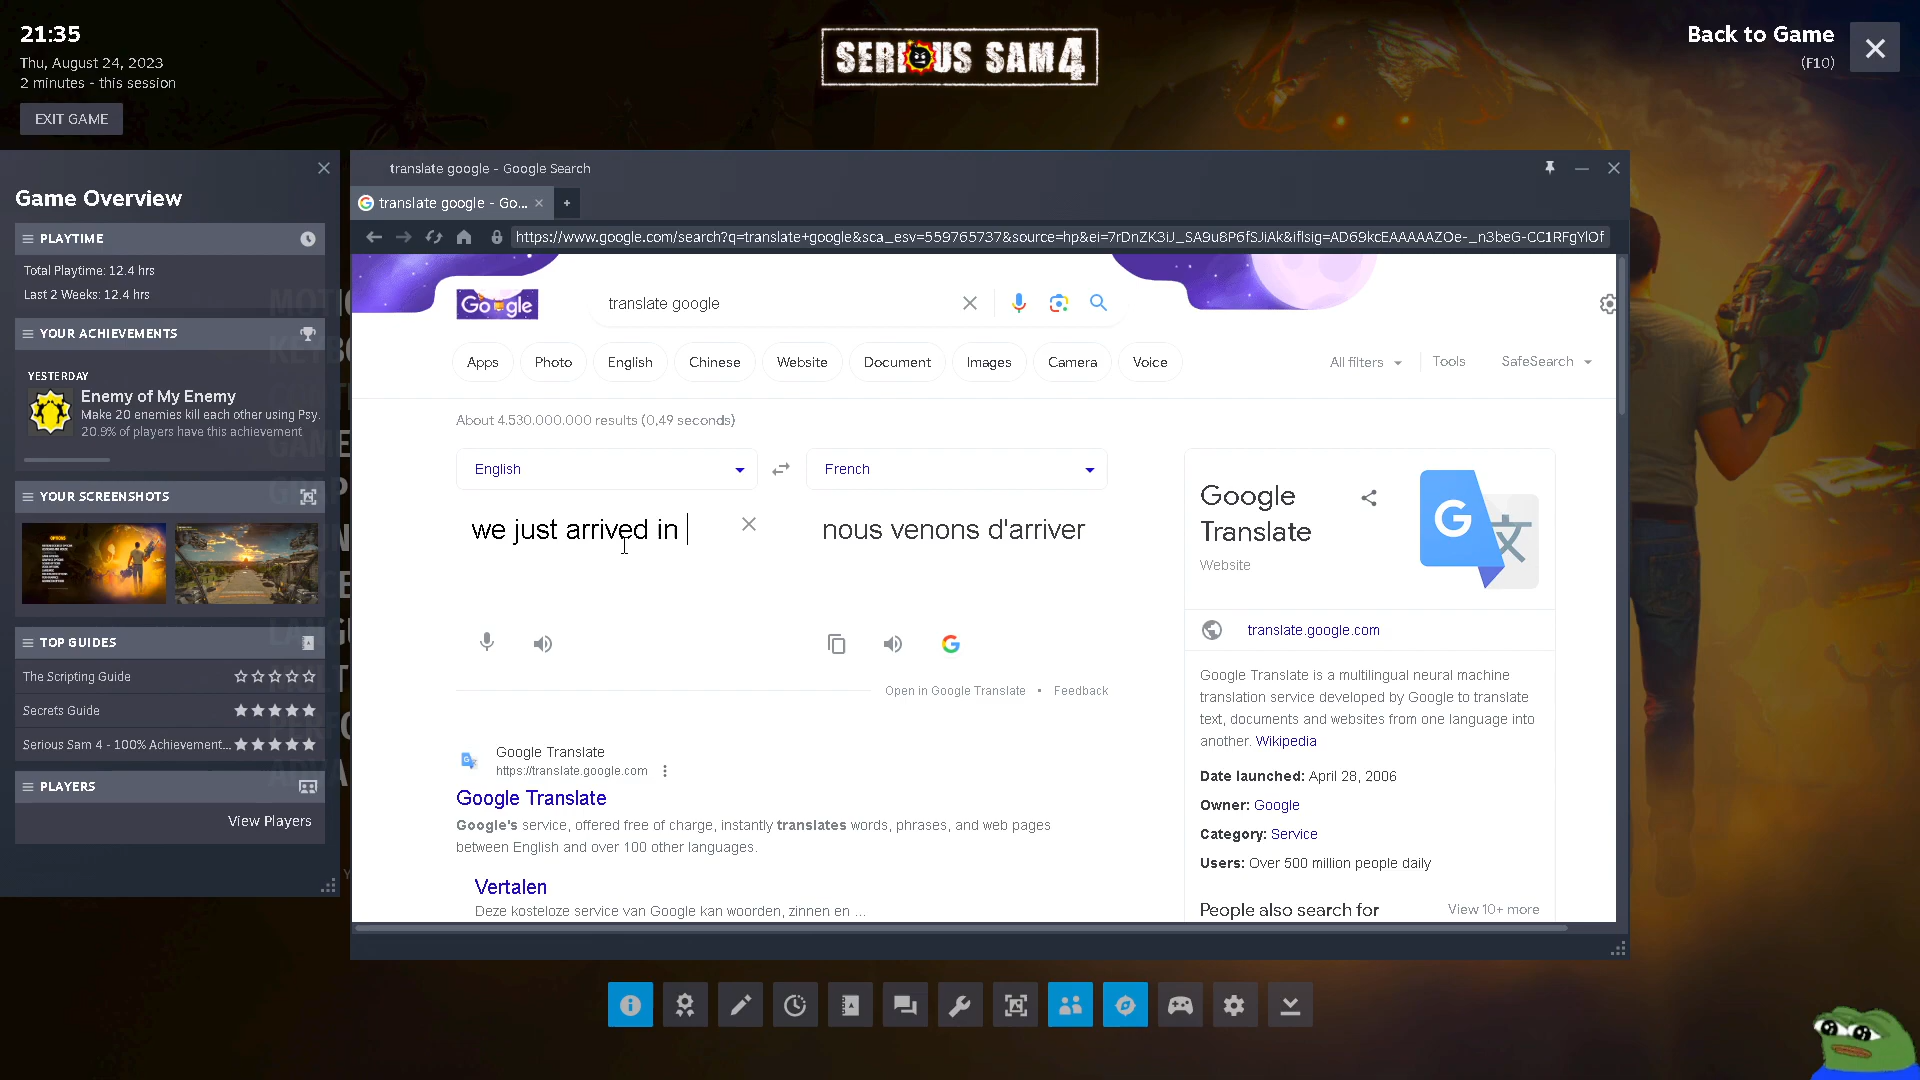 21:35
Thu, August 24, 2023
2 minutes - this session
EXIT GAME
SERIOUS SAM 4
Back to Game
(F10)
Game Overview
PLAYTIME
Total Playtime: 12.4 hrs
Last 2 Weeks: 12.4 hrs
YOUR ACHIEVEMENTS
YESTERDAY
Enemy of My Enemy
Make 20 enemies kill each other using Psy.
20.9% of players have this achievement
YOUR SCREENSHOTS
TOP GUIDES
The Scripting Guide
Secrets Guide
Serious Sam 4 - 100% Achievement...
PLAYERS
View Players
translate google - Google Search
translate google - Go...
https://www.google.com/search?q=translate+google&sca_esv=559765737&source=hp&ei=7rDnZK3iJ_SA9u8P6fSJiAk&iflsig=AD69kcEAAAAAZOe-_n3beG-CC1RFgYlOf
Google
translate google
Apps Photo English Chinese Website Document Images Camera Voice
All filters Tools SafeSearch
About 4.530.000.000 results (0,49 seconds)
English French
we just arrived in
nous venons d'arriver
Open in Google Translate • Feedback
Google Translate
https://translate.google.com
Google Translate
Google's service, offered free of charge, instantly translates words, phrases, and web pages
between English and over 100 other languages.
Vertalen
Deze kosteloze service van Google kan woorden, zinnen en ...
Google
Translate
Website
translate.google.com
Google Translate is a multilingual neural machine
translation service developed by Google to translate
text, documents and websites from one language into
another. Wikipedia
Date launched: April 28, 2006
Owner: Google
Category: Service
Users: Over 500 million people daily
People also search for
View 10+ more